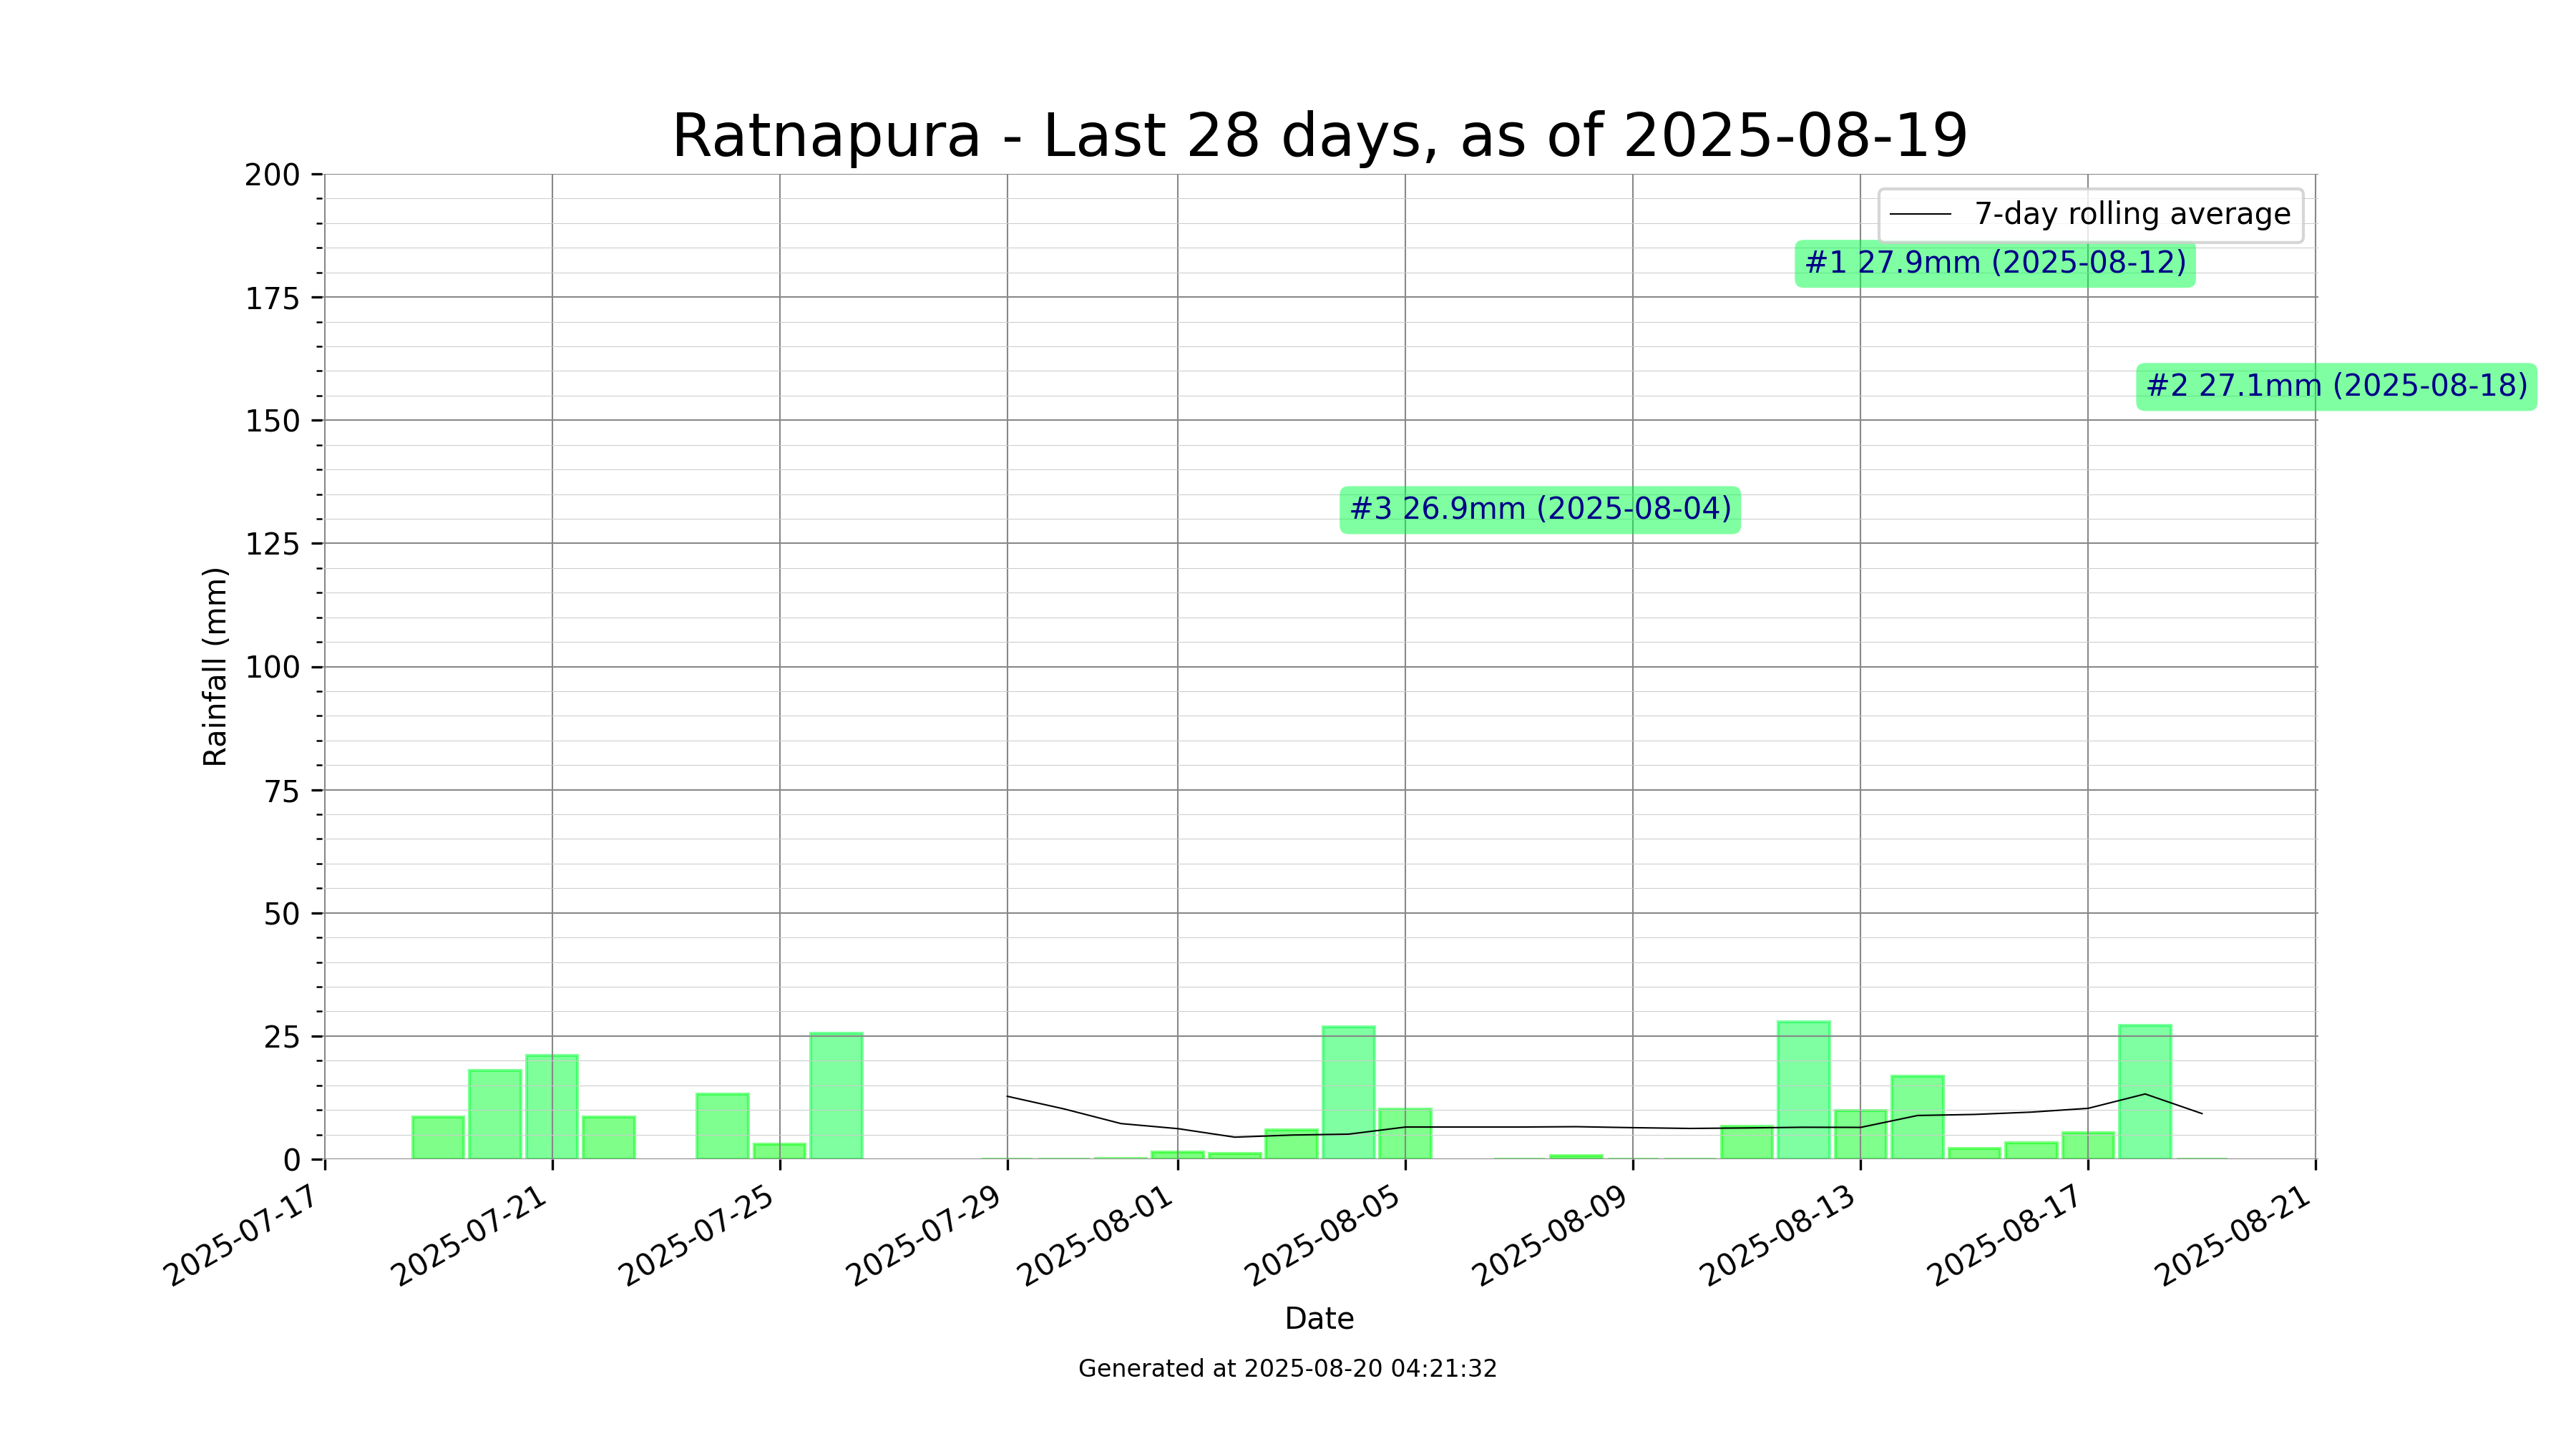 Ratnapura - Last 28 days, as of 2025-08-19
200
175
150
125
100
75
50
25
0
Rainfall (mm)
7-day rolling average
#1 27.9mm (2025-08-12)
#2 27.1mm (2025-08-18)
#3 26.9mm (2025-08-04)
2025-07-17
2025-07-21
2025-07-25
2025-07-29
2025-08-01
2025-08-05
2025-08-09
2025-08-13
2025-08-17
2025-08-21
Date
Generated at 2025-08-20 04:21:32